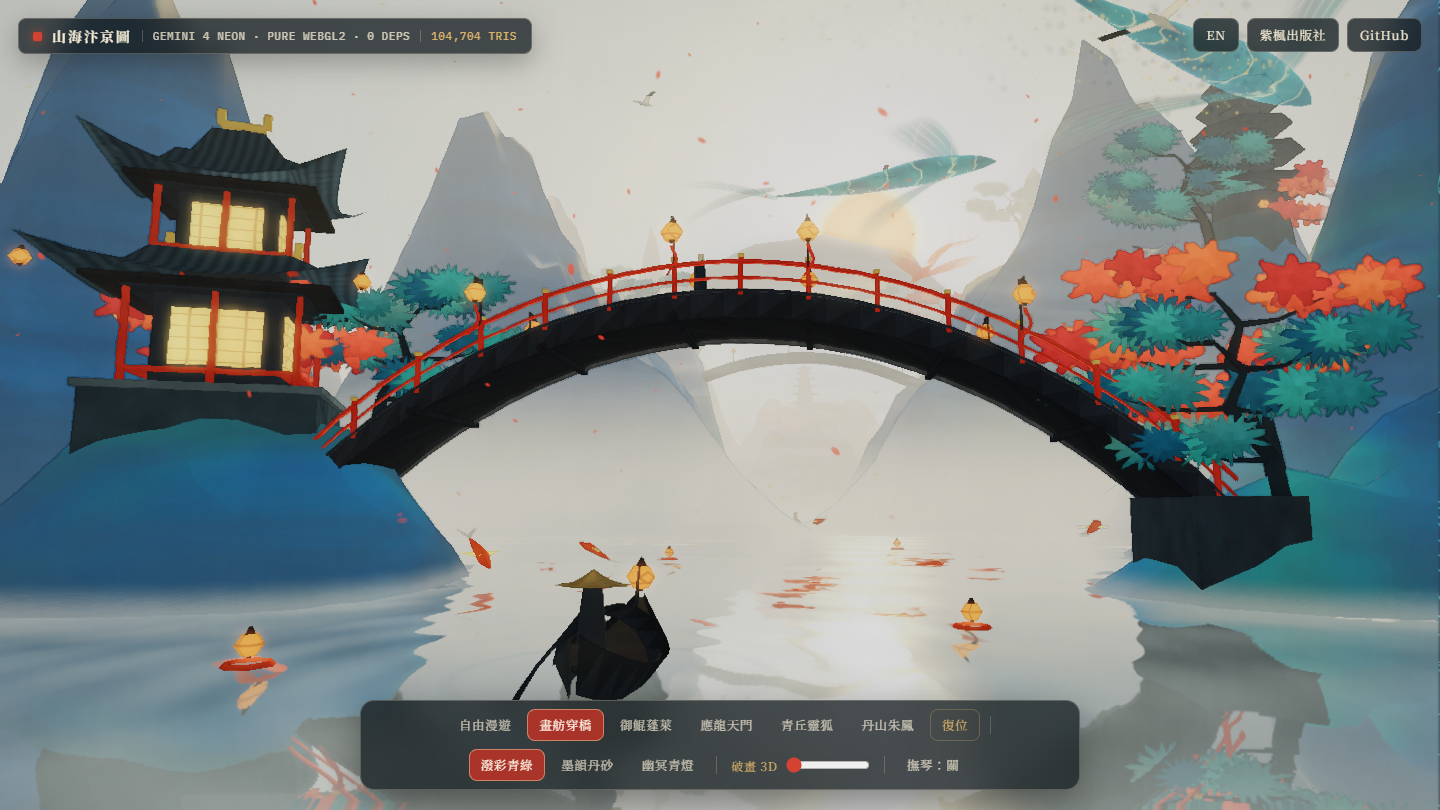 山海汴京圖 GEMINI 4 NEON · PURE WEBGL2 · 0 DEPS 104,704 TRIS EN 紫楓出版社 GitHub
自由漫遊 畫舫穿橋 御鯤蓬萊 應龍天門 青丘靈狐 丹山朱鳳 復位
潑彩青綠 墨韻丹砂 幽冥青燈 破畫 3D 撫琴：關